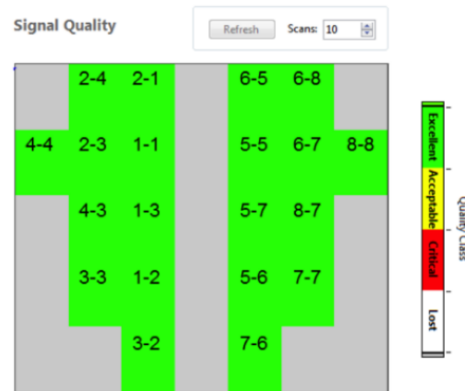 Signal Quality
Refresh Scans: 10
2-4 2-1 6-5 6-8
4-4 2-3 1-1 5-5 6-7 8-8
4-3 1-3 5-7 8-7
3-3 1-2 5-6 7-7
3-2 7-6
Excellent
Acceptable
Critical
Lost
Quality Class